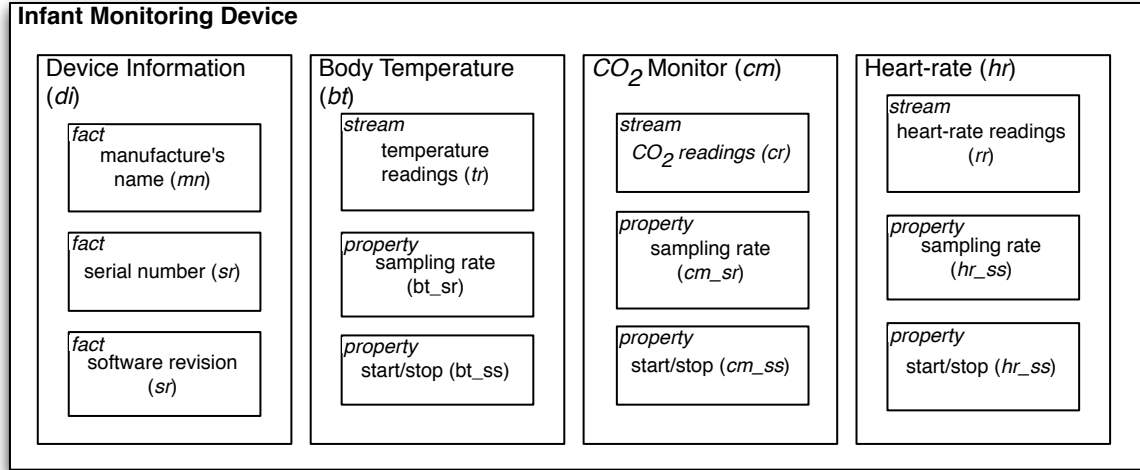 Infant Monitoring Device
Device Information
(di)
fact
manufacture's
name (mn)
fact
serial number (sr)
fact
software revision
(sr)
Body Temperature
(bt)
stream
temperature
readings (tr)
property
sampling rate
(bt_sr)
property
start/stop (bt_ss)
CO2 Monitor (cm)
stream
CO2 readings (cr)
property
sampling rate
(cm_sr)
property
start/stop (cm_ss)
Heart-rate (hr)
stream
heart-rate readings
(rr)
property
sampling rate
(hr_ss)
property
start/stop (hr_ss)